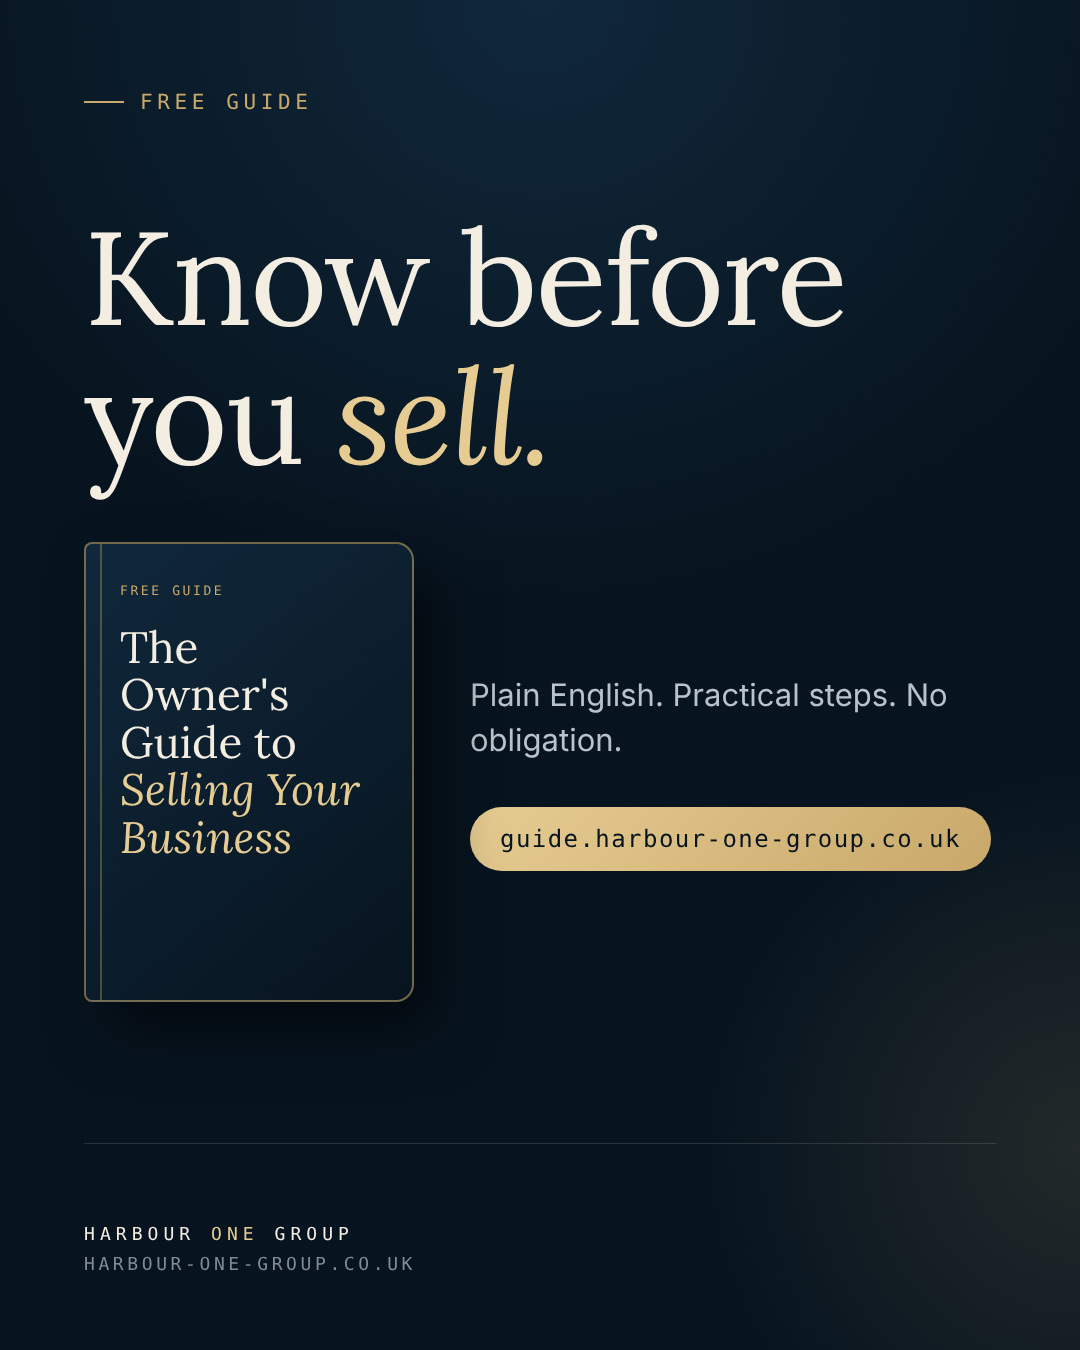 FREE GUIDE
Know before
you sell.
FREE GUIDE
The
Owner's
Guide to
Selling Your
Business
Plain English. Practical steps. No
obligation.
guide.harbour-one-group.co.uk
HARBOUR ONE GROUP
HARBOUR-ONE-GROUP.CO.UK